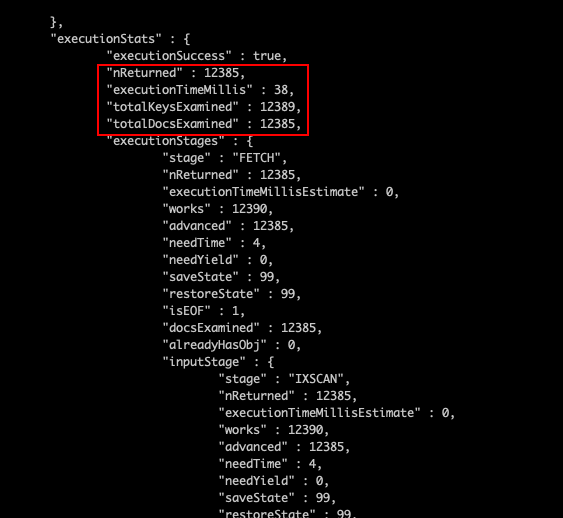 },
"executionStats" : {
"executionSuccess" : true,
"nReturned" : 12385,
"executionTimeMillis" : 38,
"totalKeysExamined" : 12389,
"totalDocsExamined" : 12385,
"executionStages" : {
"stage" : "FETCH",
"nReturned" : 12385,
"executionTimeMillisEstimate" : 0,
"works" : 12390,
"advanced" : 12385,
"needTime" : 4,
"needYield" : 0,
"saveState" : 99,
"restoreState" : 99,
"isEOF" : 1,
"docsExamined" : 12385,
"alreadyHasObj" : 0,
"inputStage" : {
"stage" : "IXSCAN",
"nReturned" : 12385,
"executionTimeMillisEstimate" : 0,
"works" : 12390,
"advanced" : 12385,
"needTime" : 4,
"needYield" : 0,
"saveState" : 99,
"restoreState" : 99,